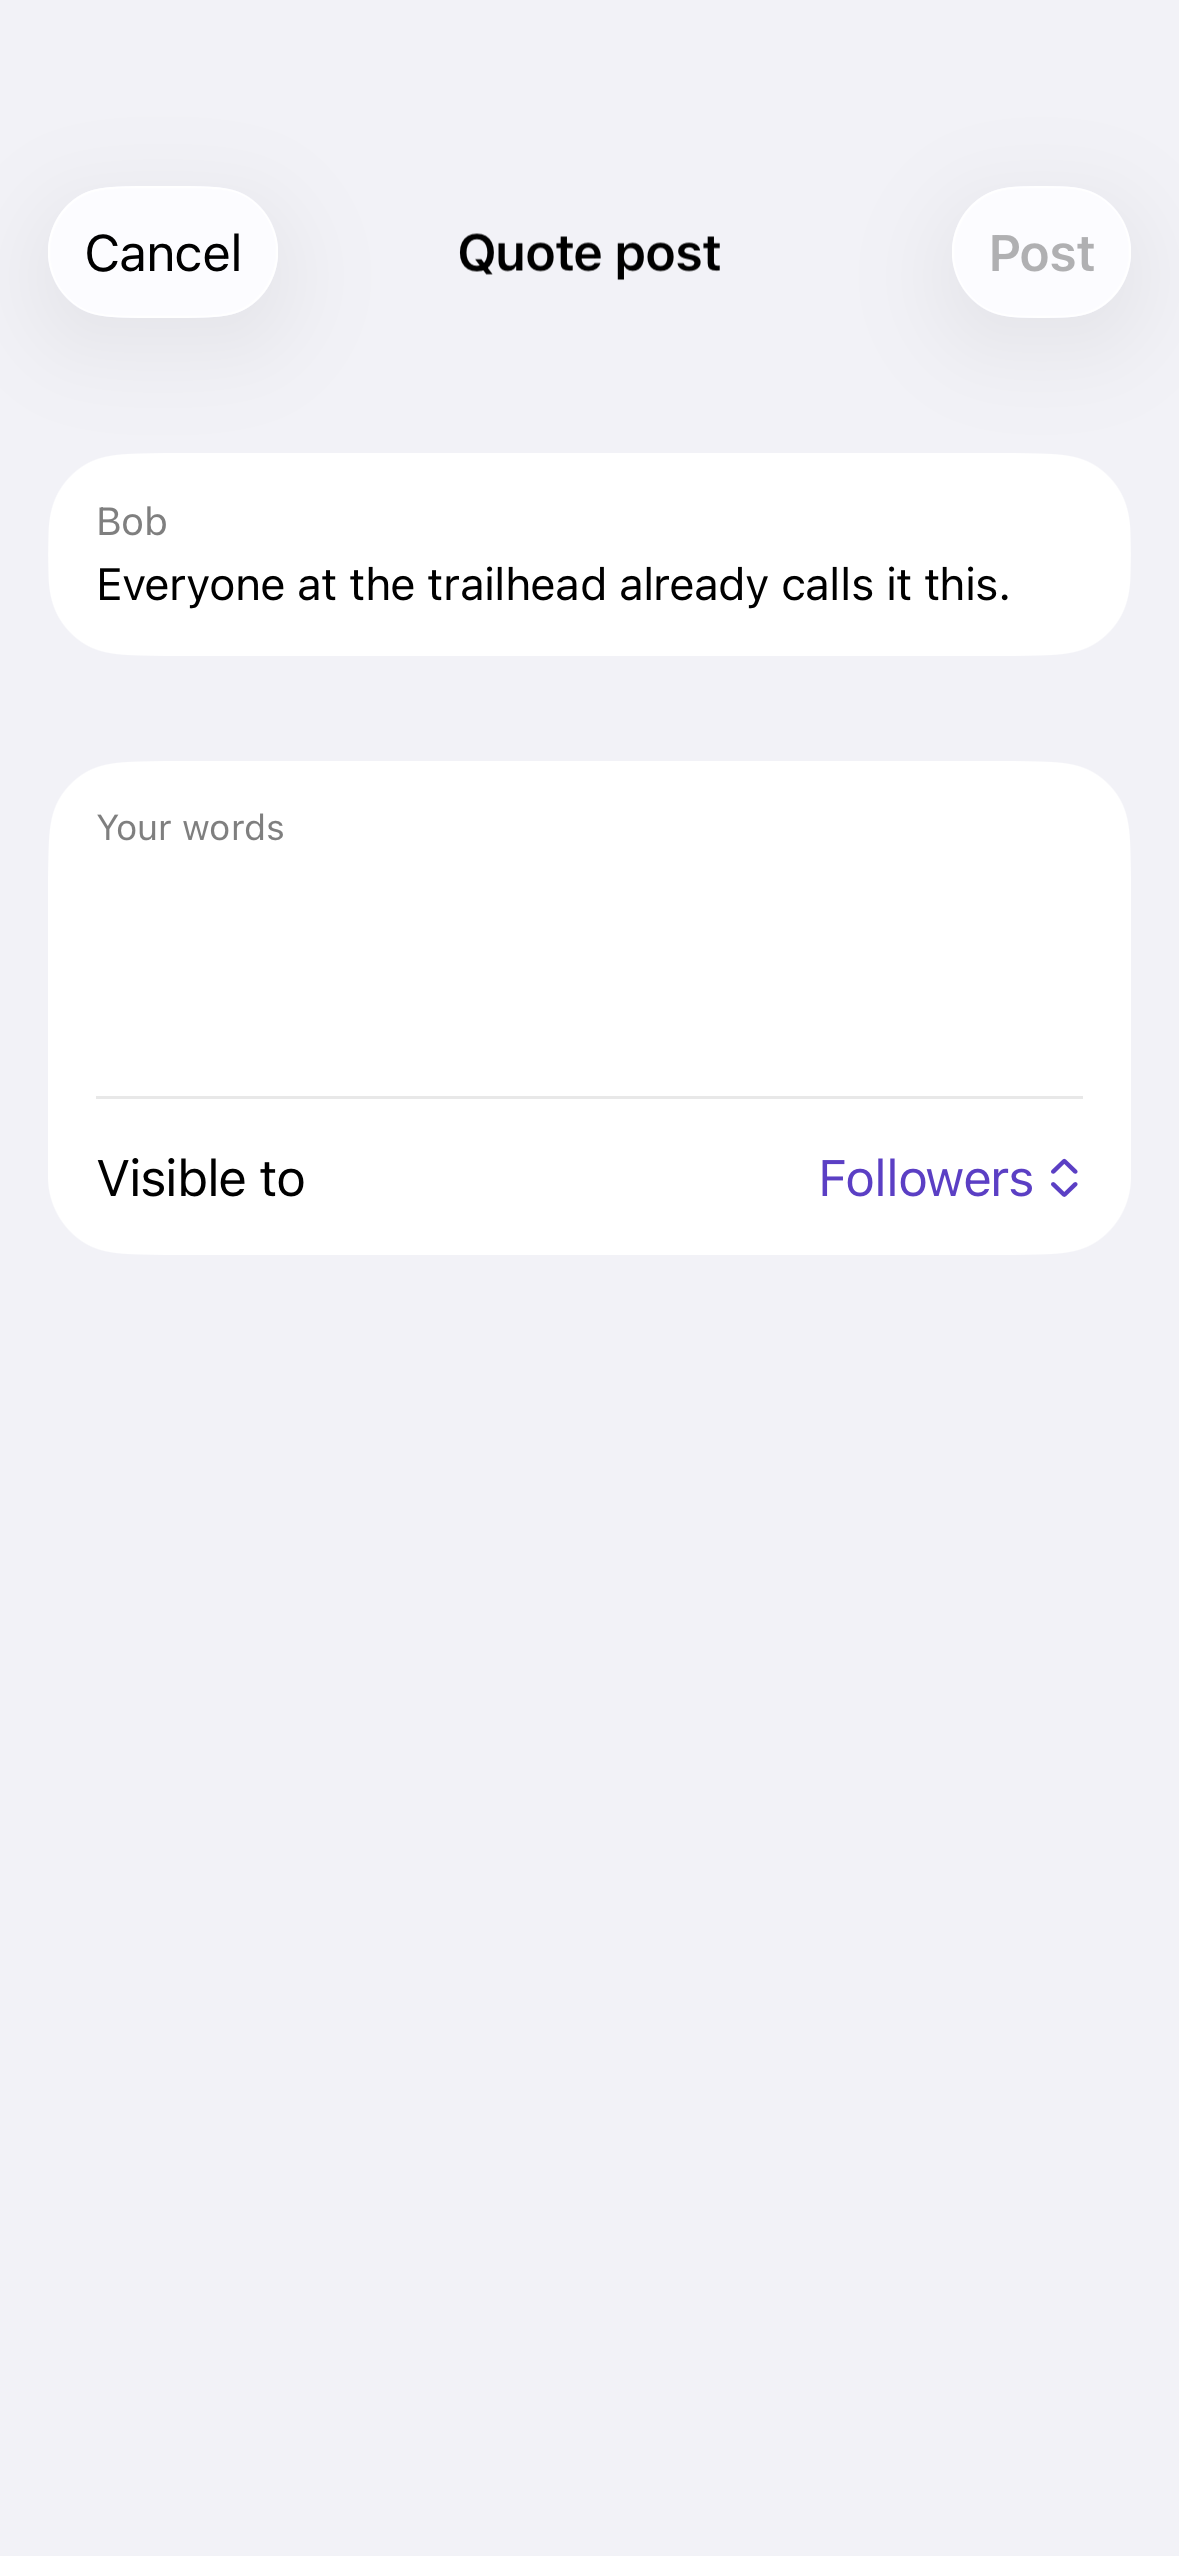 Cancel
Quote post
Post
Bob
Everyone at the trailhead already calls it this.
Your words
Visible to
Followers